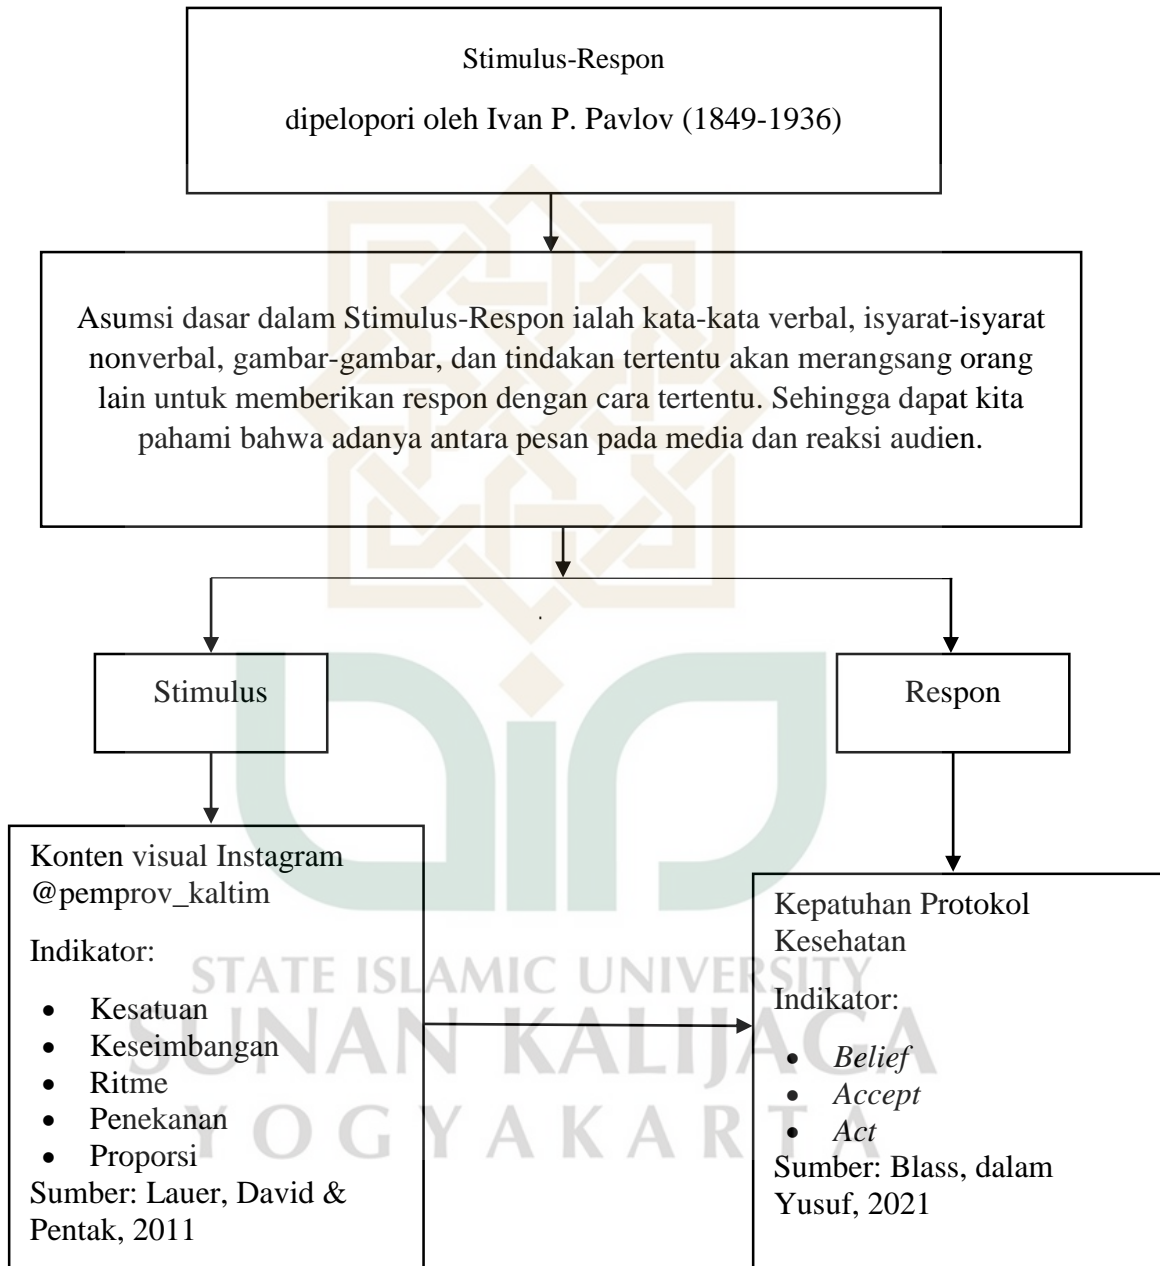 Stimulus-Respon
dipelopori oleh Ivan P. Pavlov (1849-1936)
Asumsi dasar dalam Stimulus-Respon ialah kata-kata verbal, isyarat-isyarat
nonverbal, gambar-gambar, dan tindakan tertentu akan merangsang orang
lain untuk memberikan respon dengan cara tertentu. Sehingga dapat kita
pahami bahwa adanya antara pesan pada media dan reaksi audien.
Stimulus
Respon
Konten visual Instagram
@pemprov_kaltim
Indikator:
• Kesatuan
• Keseimbangan
• Ritme
• Penekanan
• Proporsi
Sumber: Lauer, David &
Pentak, 2011
Kepatuhan Protokol
Kesehatan
Indikator:
• Belief
• Accept
• Act
Sumber: Blass, dalam
Yusuf, 2021
STATE ISLAMIC UNIVERSITY
SUNAN KALIJAGA
YOGYAKARTA